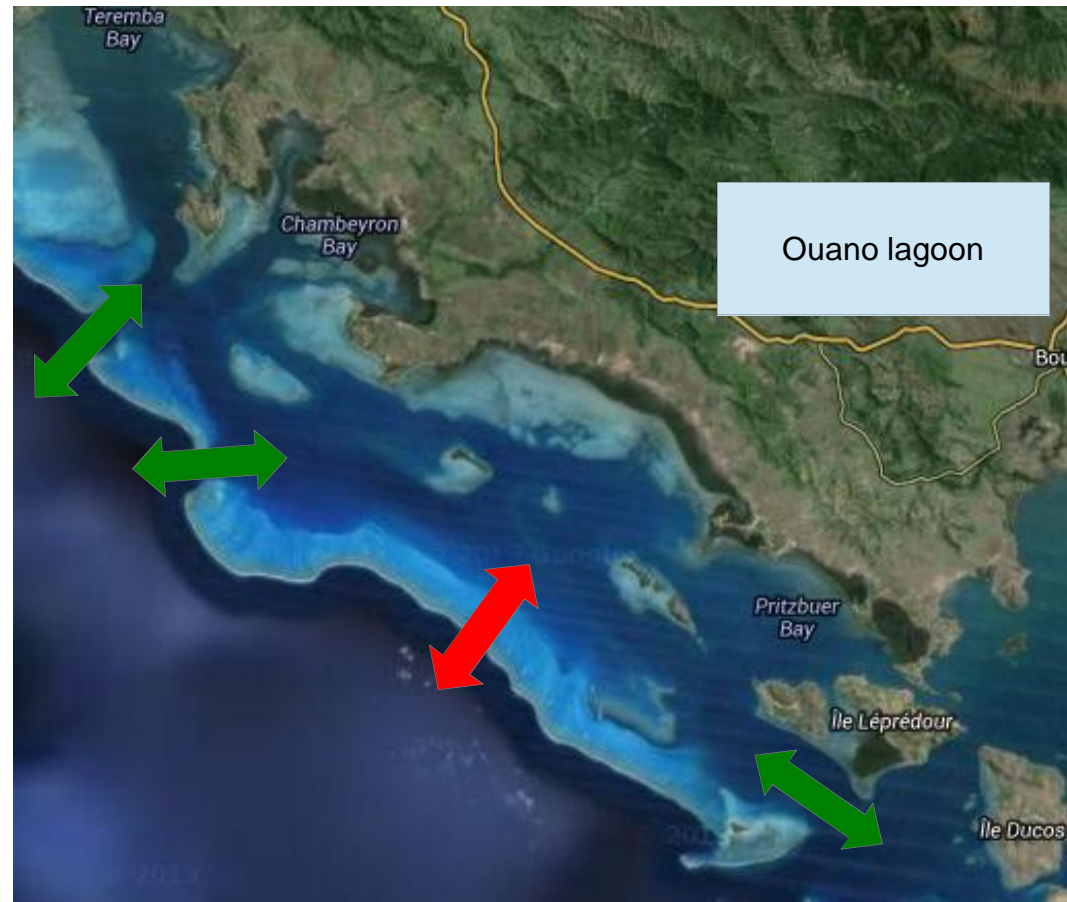 Teremba
Bay
Chambeyron
Bay
Ouano lagoon
Bou
Pritzbuer
Bay
Île Léprédour
Île Ducos